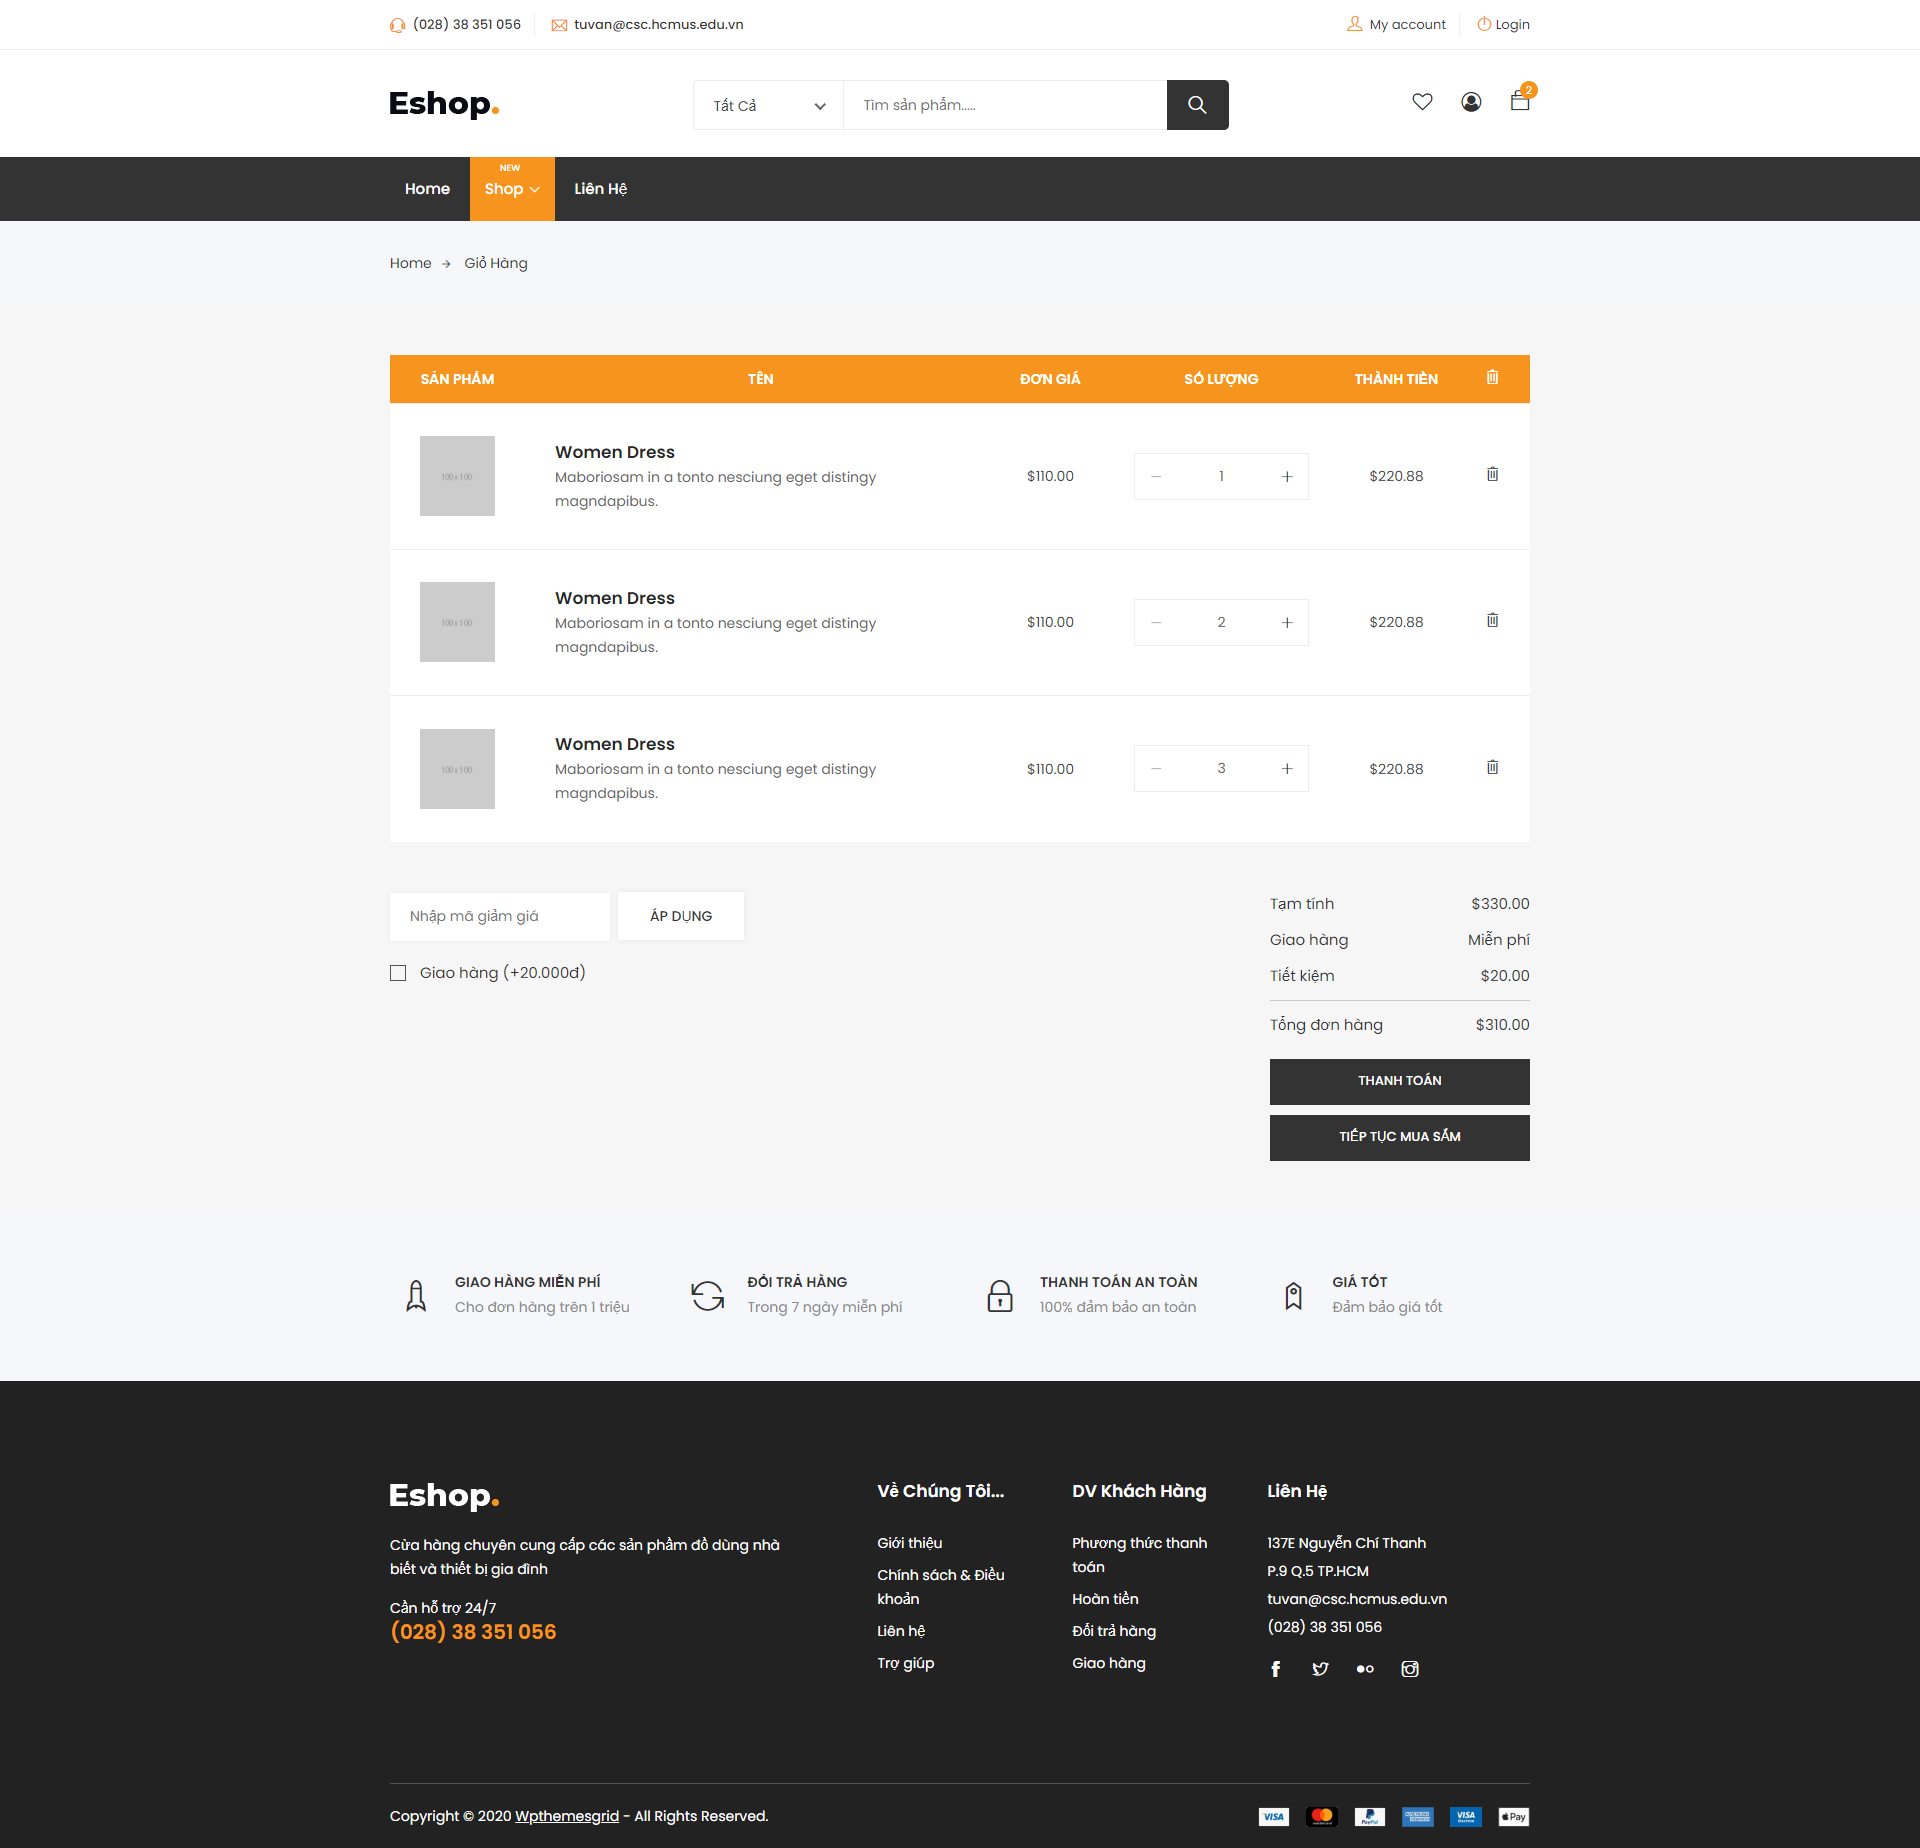 (028) 38 351 056
tuvan@csc.hcmus.edu.vn
My account
Login
Eshop.
Tất Cả
Tìm sản phẩm.....
2
Home
NEW
Shop
Liên Hệ
Home → Giỏ Hàng
SẢN PHẨM TÊN ĐƠN GIÁ SỐ LƯỢNG THÀNH TIỀN
100 x 100
Women Dress
Maboriosam in a tonto nesciung eget distingy
magndapibus.
$110.00
1
$220.88
100 x 100
Women Dress
Maboriosam in a tonto nesciung eget distingy
magndapibus.
$110.00
2
$220.88
100 x 100
Women Dress
Maboriosam in a tonto nesciung eget distingy
magndapibus.
$110.00
3
$220.88
Nhập mã giảm giá
ÁP DỤNG
Giao hàng (+20.000đ)
Tạm tính $330.00
Giao hàng Miễn phí
Tiết kiệm $20.00
Tổng đơn hàng $310.00
THANH TOÁN
TIẾP TỤC MUA SẮM
GIAO HÀNG MIỄN PHÍ
Cho đơn hàng trên 1 triệu
ĐỔI TRẢ HÀNG
Trong 7 ngày miễn phí
THANH TOÁN AN TOÀN
100% đảm bảo an toàn
GIÁ TỐT
Đảm bảo giá tốt
Eshop.
Cửa hàng chuyên cung cấp các sản phầm đồ dùng nhà
biết và thiết bị gia đình
Cần hỗ trợ 24/7
(028) 38 351 056
Về Chúng Tôi...
Giới thiệu
Chính sách & Điều
khoản
Liên hệ
Trợ giúp
DV Khách Hàng
Phương thức thanh
toán
Hoàn tiền
Đổi trả hàng
Giao hàng
Liên Hệ
137E Nguyễn Chí Thanh
P.9 Q.5 TP.HCM
tuvan@csc.hcmus.edu.vn
(028) 38 351 056
Copyright © 2020 Wpthemesgrid - All Rights Reserved.
VISA
PayPal
VISA
Pay